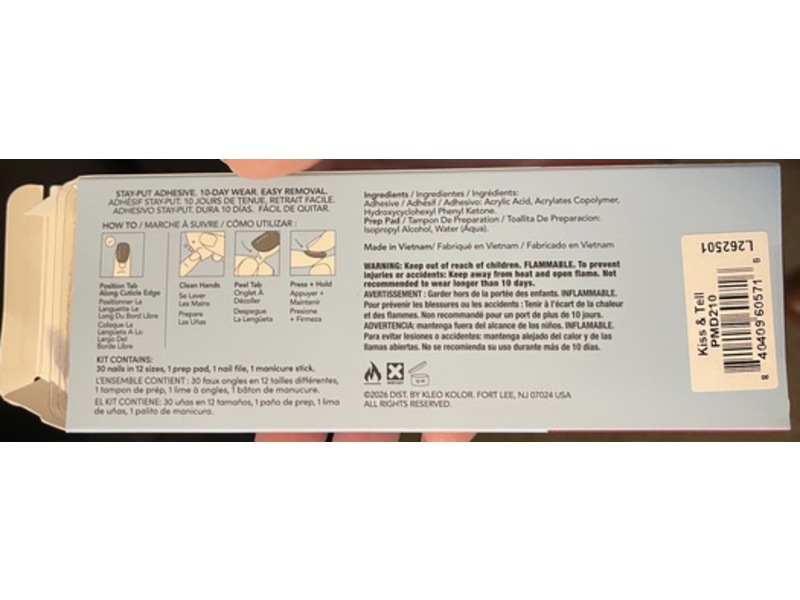 STAY-PUT ADHESIVE. 10-DAY WEAR. EASY REMOVAL.
ADHÉSIF STAY-PUT. 10 JOURS DE TENUE, RETRAIT FACILE.
ADHESIVO STAY-PUT. DURA 10 DÍAS. FÁCIL DE QUITAR.
HOW TO / MARCHE À SUIVRE / CÓMO UTILIZAR :
Position Tab
Along Cuticle Edge
Positionner La
Languette Le
Long Du Bord Libre
Coloque La
Lengüeta A Lo
Largo Del
Borde Libre
Clean Hands
Se Laver
Les Mains
Prepare
Las Uñas
Peel Tab
Onglet À
Décoller
Despegue
La Lengüeta
Press + Hold
Appuyer +
Maintenir
Presione
+ Firmeza
KIT CONTAINS:
30 nails in 12 sizes, 1 prep pad, 1 nail file, 1 manicure stick.
L'ENSEMBLE CONTIENT : 30 faux ongles en 12 tailles différentes,
1 tampon de prép, 1 lime à ongles, 1 bâton de manucure.
EL KIT CONTIENE: 30 uñas en 12 tamaños, 1 paño de prep, 1 lima
de uñas, 1 palito de manicura.
Ingredients / Ingredientes / Ingrédients:
Adhesive / Adhésif / Adhesivo: Acrylic Acid, Acrylates Copolymer,
Hydroxycyclohexyl Phenyl Ketone.
Prep Pad / Tampon De Preparation / Toallita De Preparacion:
Isopropyl Alcohol, Water (Aqua).
Made in Vietnam/ Fabriqué en Vietnam / Fabricado en Vietnam
WARNING: Keep out of reach of children. FLAMMABLE. To prevent
injuries or accidents: Keep away from heat and open flame. Not
recommended to wear longer than 10 days.
AVERTISSEMENT : Garder hors de la portée des enfants. INFLAMMABLE.
Pour prévenir les blessures ou les accidents : Tenir à l'écart de la chaleur
et des flammes. Non recommandé pour un port de plus de 10 jours.
ADVERTENCIA: mantenga fuera del alcance de los niños. INFLAMABLE.
Para evitar lesiones o accidentes: mantenga alejado del calor y de las
llamas abiertas. No se recomienda su uso durante más de 10 días.
©2026 DIST. BY KLEO KOLOR. FORT LEE, NJ 07024 USA
ALL RIGHTS RESERVED.
Kiss & Tell
PMD210
8 40409 60571 5
L262501